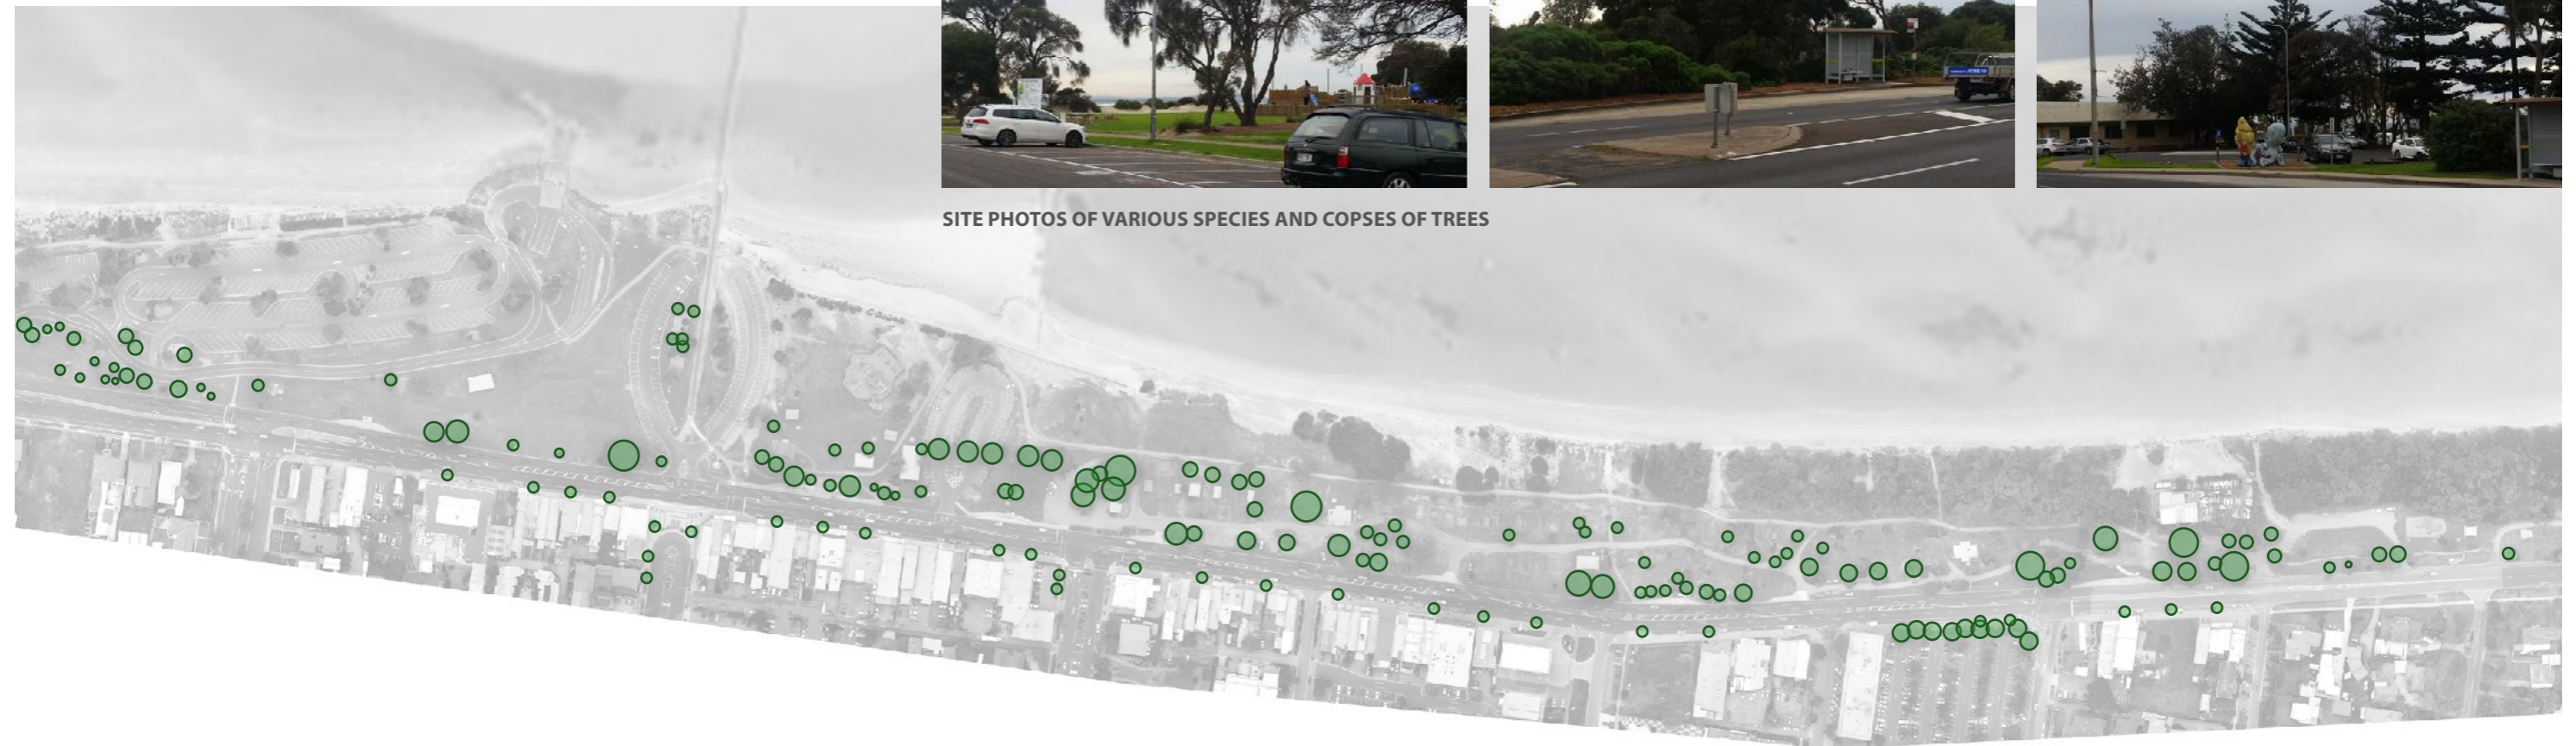 SITE PHOTOS OF VARIOUS SPECIES AND COPSES OF TREES